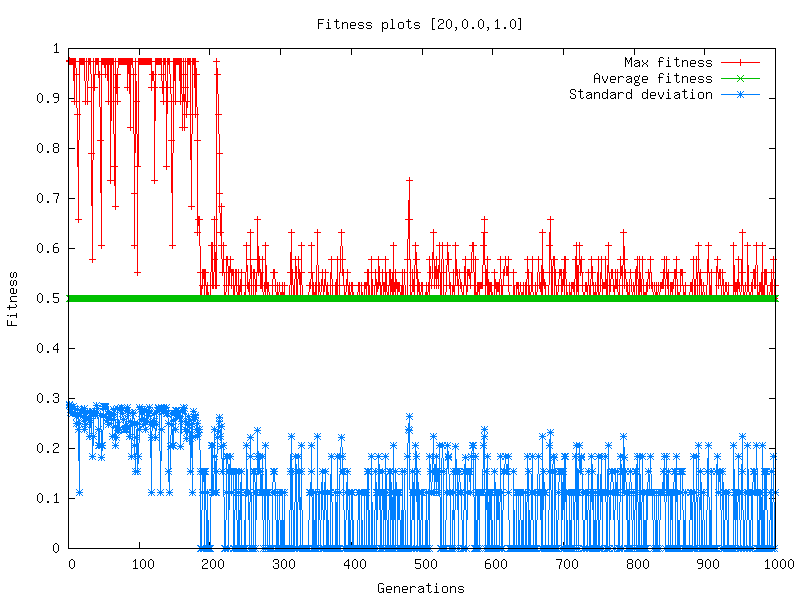 Fitness plots [20,0.0,1.0]
Max fitness
Average fitness
Standard deviation
1
0.9
0.8
0.7
0.6
0.5
0.4
0.3
0.2
0.1
0
Fitness
0 100 200 300 400 500 600 700 800 900 1000
Generations